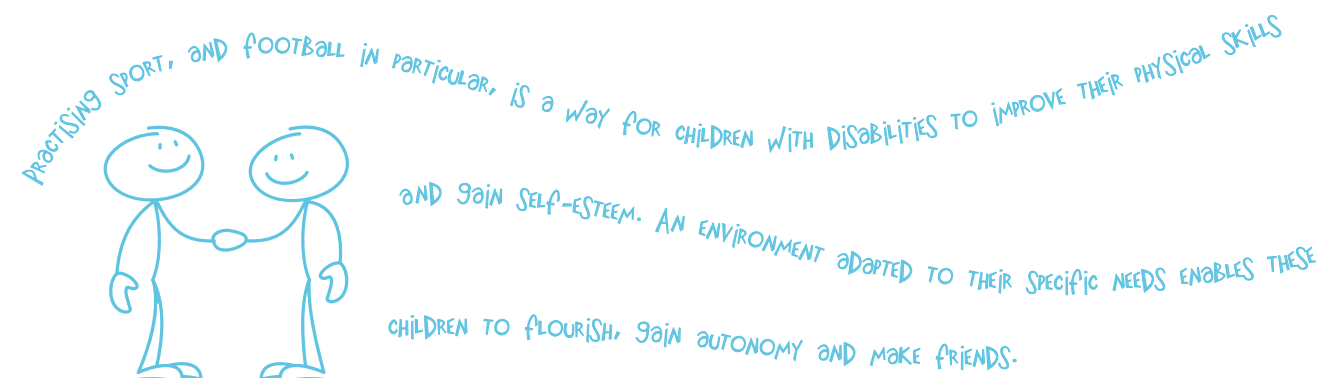 Practising sport, and football in particular, is a way for children with disabilities to improve their physical skills
and gain self-esteem. An environment adapted to their specific needs enables these
children to flourish, gain autonomy and make friends.